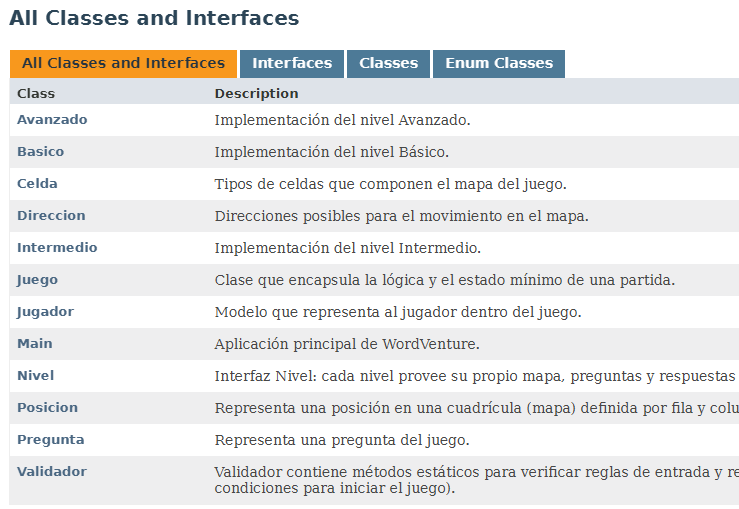 All Classes and Interfaces
All Classes and Interfaces Interfaces Classes Enum Classes
Class Description
Avanzado Implementación del nivel Avanzado.
Basico Implementación del nivel Básico.
Celda Tipos de celdas que componen el mapa del juego.
Direccion Direcciones posibles para el movimiento en el mapa.
Intermedio Implementación del nivel Intermedio.
Juego Clase que encapsula la lógica y el estado mínimo de una partida.
Jugador Modelo que representa al jugador dentro del juego.
Main Aplicación principal de WordVenture.
Nivel Interfaz Nivel: cada nivel provee su propio mapa, preguntas y respuestas
Posicion Representa una posición en una cuadrícula (mapa) definida por fila y colu
Pregunta Representa una pregunta del juego.
Validador Validador contiene métodos estáticos para verificar reglas de entrada y re
condiciones para iniciar el juego).